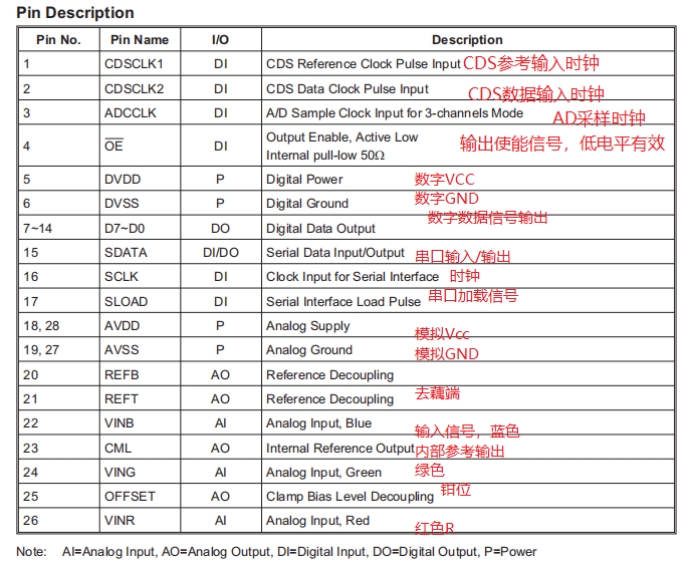 Pin Description
Pin No. Pin Name I/O Description
1 CDSCLK1 DI CDS Reference Clock Pulse Input CDS参考输入时钟
2 CDSCLK2 DI CDS Data Clock Pulse Input CDS数据输入时钟
3 ADCCLK DI A/D Sample Clock Input for 3-channels Mode AD采样时钟
4 OE DI Output Enable, Active Low
Internal pull-low 50Ω 输出使能信号，低电平有效
5 DVDD P Digital Power 数字VCC
6 DVSS P Digital Ground 数字GND
7~14 D7~D0 DO Digital Data Output 数字数据信号输出
15 SDATA DI/DO Serial Data Input/Output 串口输入/输出
16 SCLK DI Clock Input for Serial Interface 时钟
17 SLOAD DI Serial Interface Load Pulse 串口加载信号
18, 28 AVDD P Analog Supply 模拟Vcc
19, 27 AVSS P Analog Ground 模拟GND
20 REFB AO Reference Decoupling
21 REFT AO Reference Decoupling 去藕端
22 VINB AI Analog Input, Blue 输入信号，蓝色
23 CML AO Internal Reference Output 内部参考输出
24 VING AI Analog Input, Green 绿色
25 OFFSET AO Clamp Bias Level Decoupling 钳位
26 VINR AI Analog Input, Red 红色R
Note: AI=Analog Input, AO=Analog Output, DI=Digital Input, DO=Digital Output, P=Power